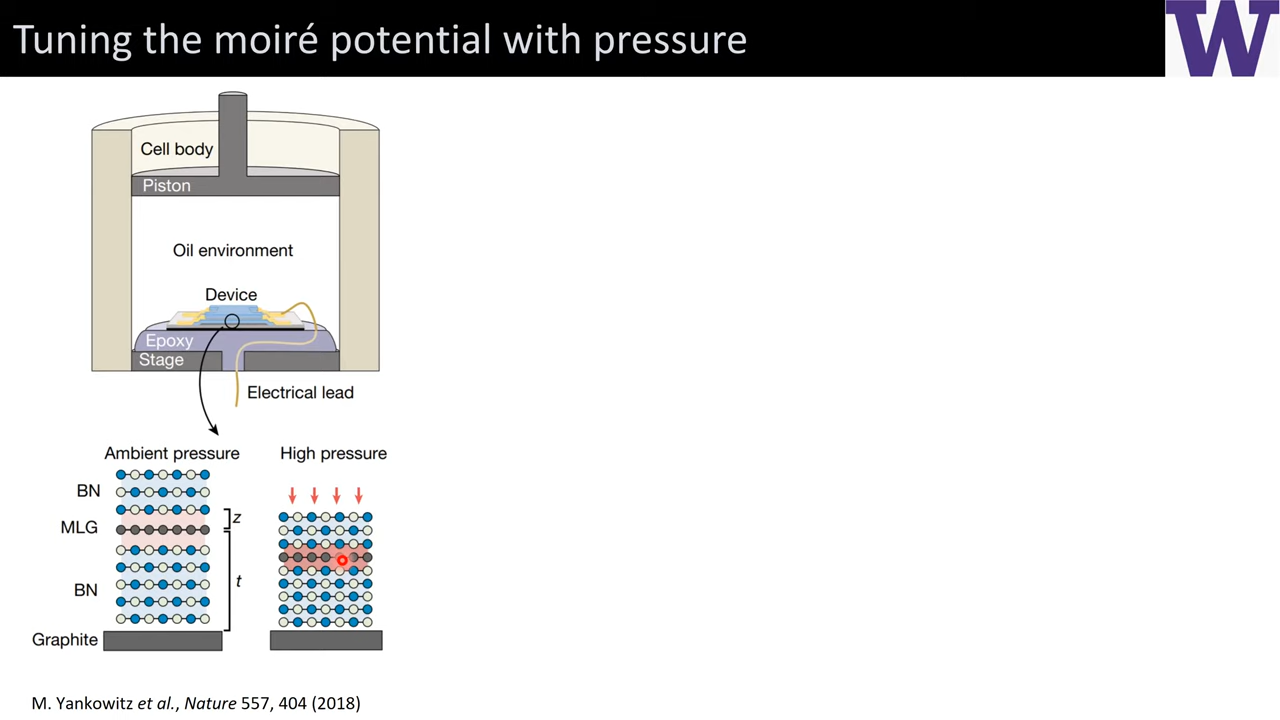 Tuning the moiré potential with pressure
W
Cell body
Piston
Oil environment
Device
Epoxy
Stage
Electrical lead
Ambient pressure
High pressure
BN
z
MLG
t
BN
Graphite
M. Yankowitz et al., Nature 557, 404 (2018)